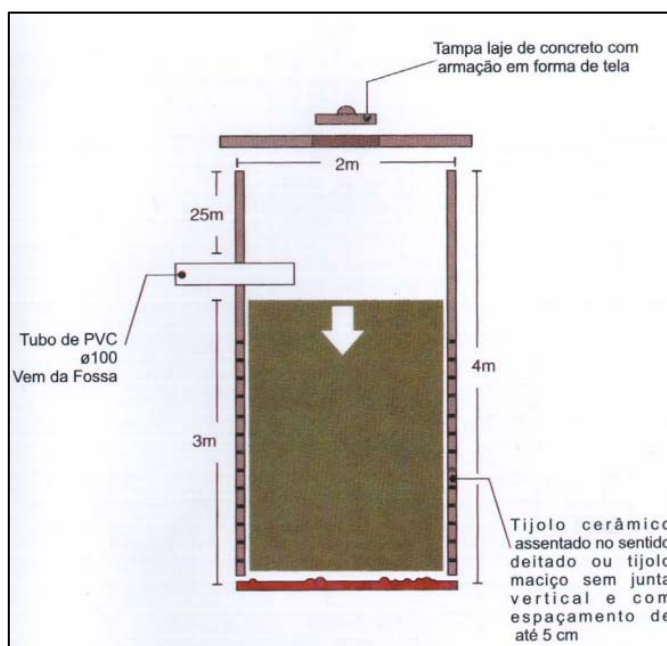 Tampa laje de concreto com
armação em forma de tela
2m
25m
Tubo de PVC
ø100
Vem da Fossa
4m
3m
Tijolo cerâmico
assentado no sentido
deitado ou tijolo
maciço sem junta
vertical e com
espaçamento de
até 5 cm